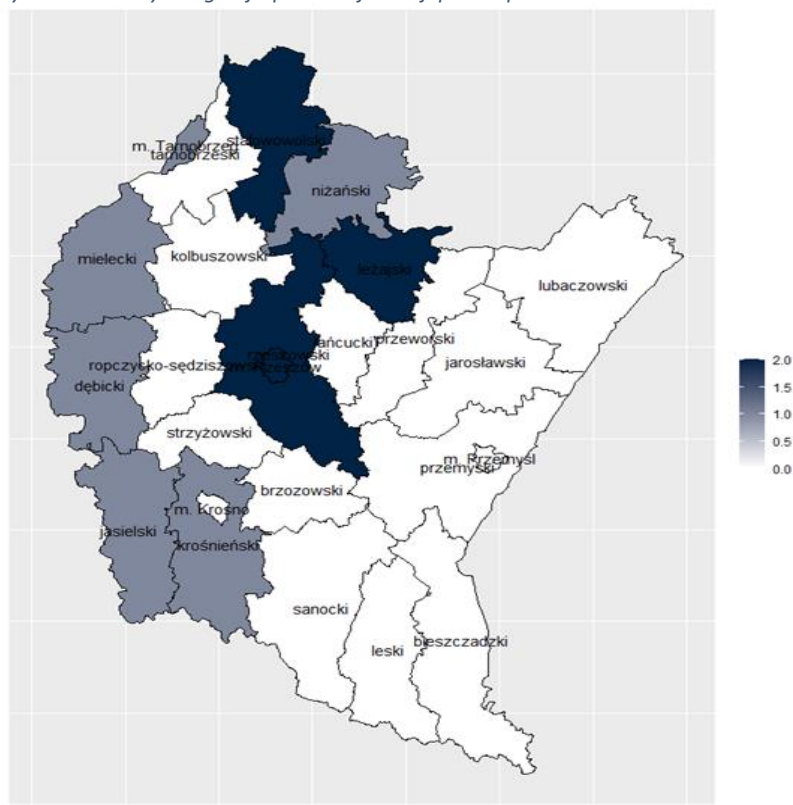 stalowowolski
m. Tarnobrzeg
tarnobrzeski
niżański
mielecki
kolbuszowski
leżajski
lubaczowski
łańcucki
przeworski
rzeszowski
m. Rzeszów
jarosławski
ropczycko-sędziszowski
dębicki
strzyżowski
m. Przemyśl
przemyski
brzozowski
m. Krosno
jasielski
krośnieński
sanocki
leski
bieszczadzki
2.0
1.5
1.0
0.5
0.0